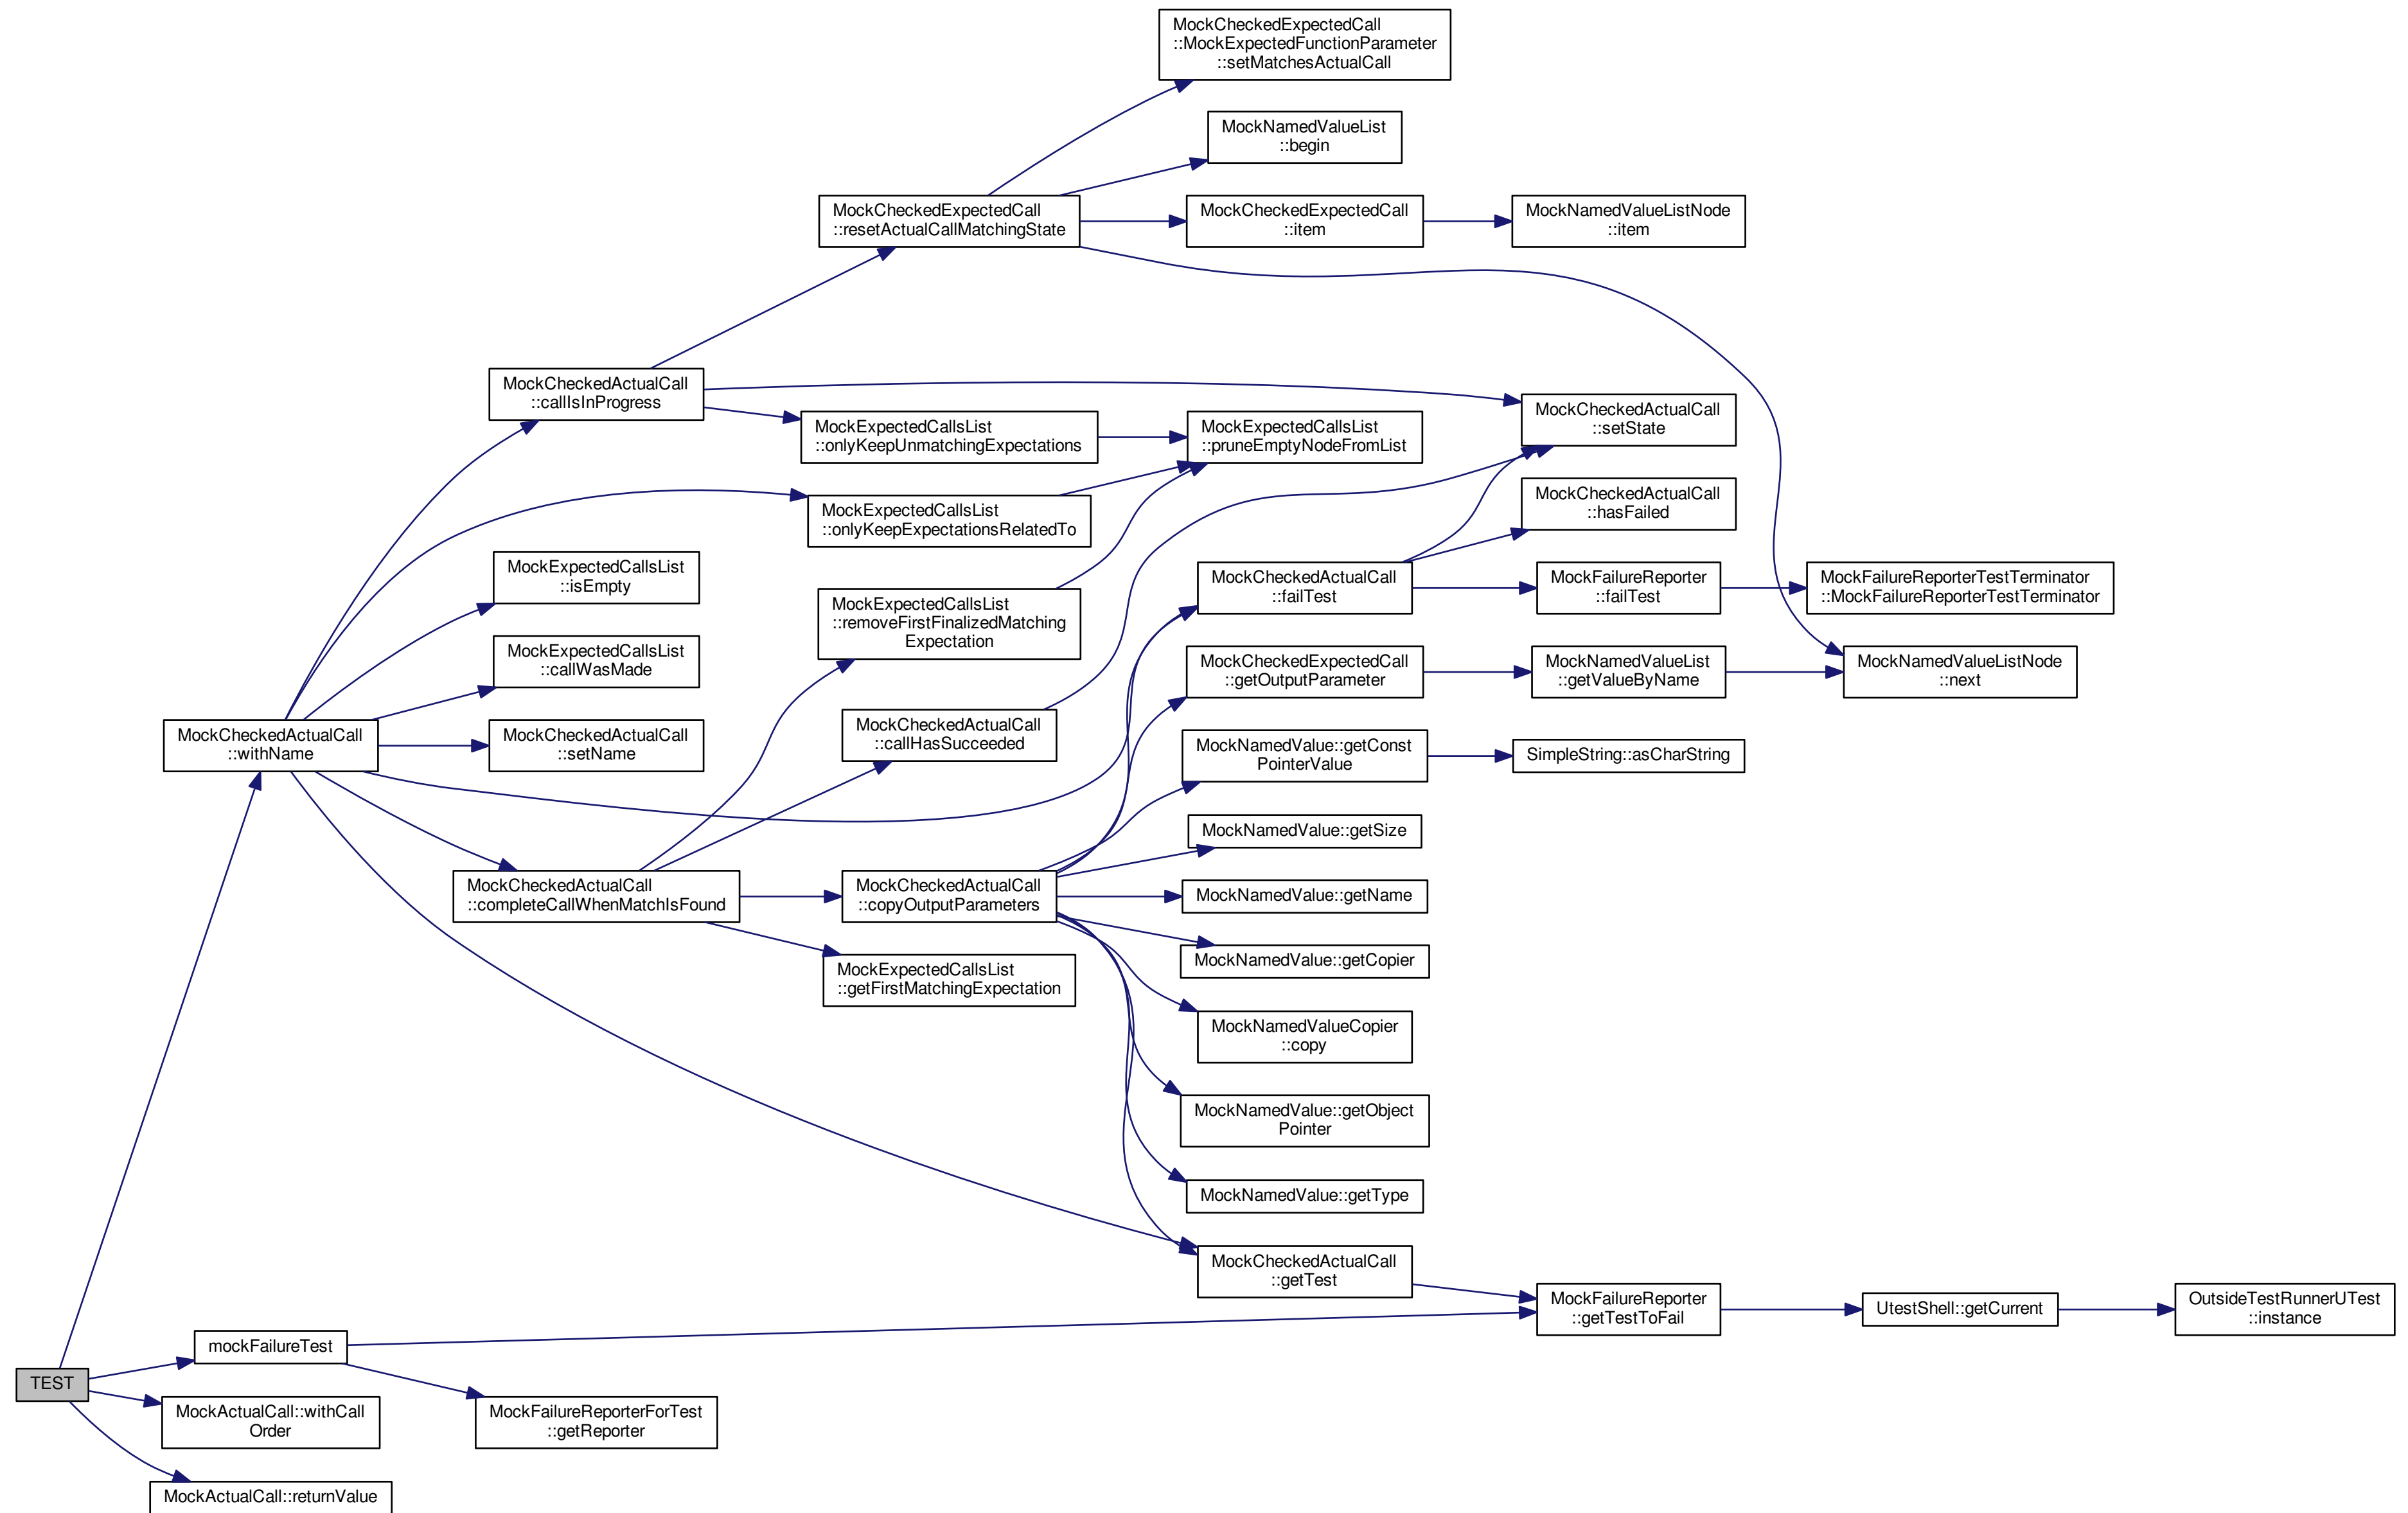 MockCheckedExpectedCall
::MockExpectedFunctionParameter
::setMatchesActualCall
MockNamedValueList
::begin
MockCheckedExpectedCall
::resetActualCallMatchingState
MockCheckedExpectedCall
::item
MockNamedValueListNode
::item
MockCheckedActualCall
::callIsInProgress
MockCheckedActualCall
::setState
MockExpectedCallsList
::onlyKeepUnmatchingExpectations
MockExpectedCallsList
::pruneEmptyNodeFromList
MockExpectedCallsList
::onlyKeepExpectationsRelatedTo
MockCheckedActualCall
::hasFailed
MockExpectedCallsList
::isEmpty
MockExpectedCallsList
::removeFirstFinalizedMatching
Expectation
MockCheckedActualCall
::failTest
MockFailureReporter
::failTest
MockFailureReporterTestTerminator
::MockFailureReporterTestTerminator
MockExpectedCallsList
::callWasMade
MockCheckedExpectedCall
::getOutputParameter
MockNamedValueList
::getValueByName
MockNamedValueListNode
::next
MockCheckedActualCall
::withName
MockCheckedActualCall
::setName
MockCheckedActualCall
::callHasSucceeded
MockNamedValue::getConst
PointerValue
SimpleString::asCharString
MockNamedValue::getSize
MockCheckedActualCall
::completeCallWhenMatchIsFound
MockCheckedActualCall
::copyOutputParameters
MockNamedValue::getName
MockExpectedCallsList
::getFirstMatchingExpectation
MockNamedValue::getCopier
MockNamedValueCopier
::copy
MockNamedValue::getObject
Pointer
MockNamedValue::getType
MockCheckedActualCall
::getTest
MockFailureReporter
::getTestToFail
UtestShell::getCurrent
OutsideTestRunnerUTest
::instance
mockFailureTest
TEST
MockActualCall::withCall
Order
MockFailureReporterForTest
::getReporter
MockActualCall::returnValue